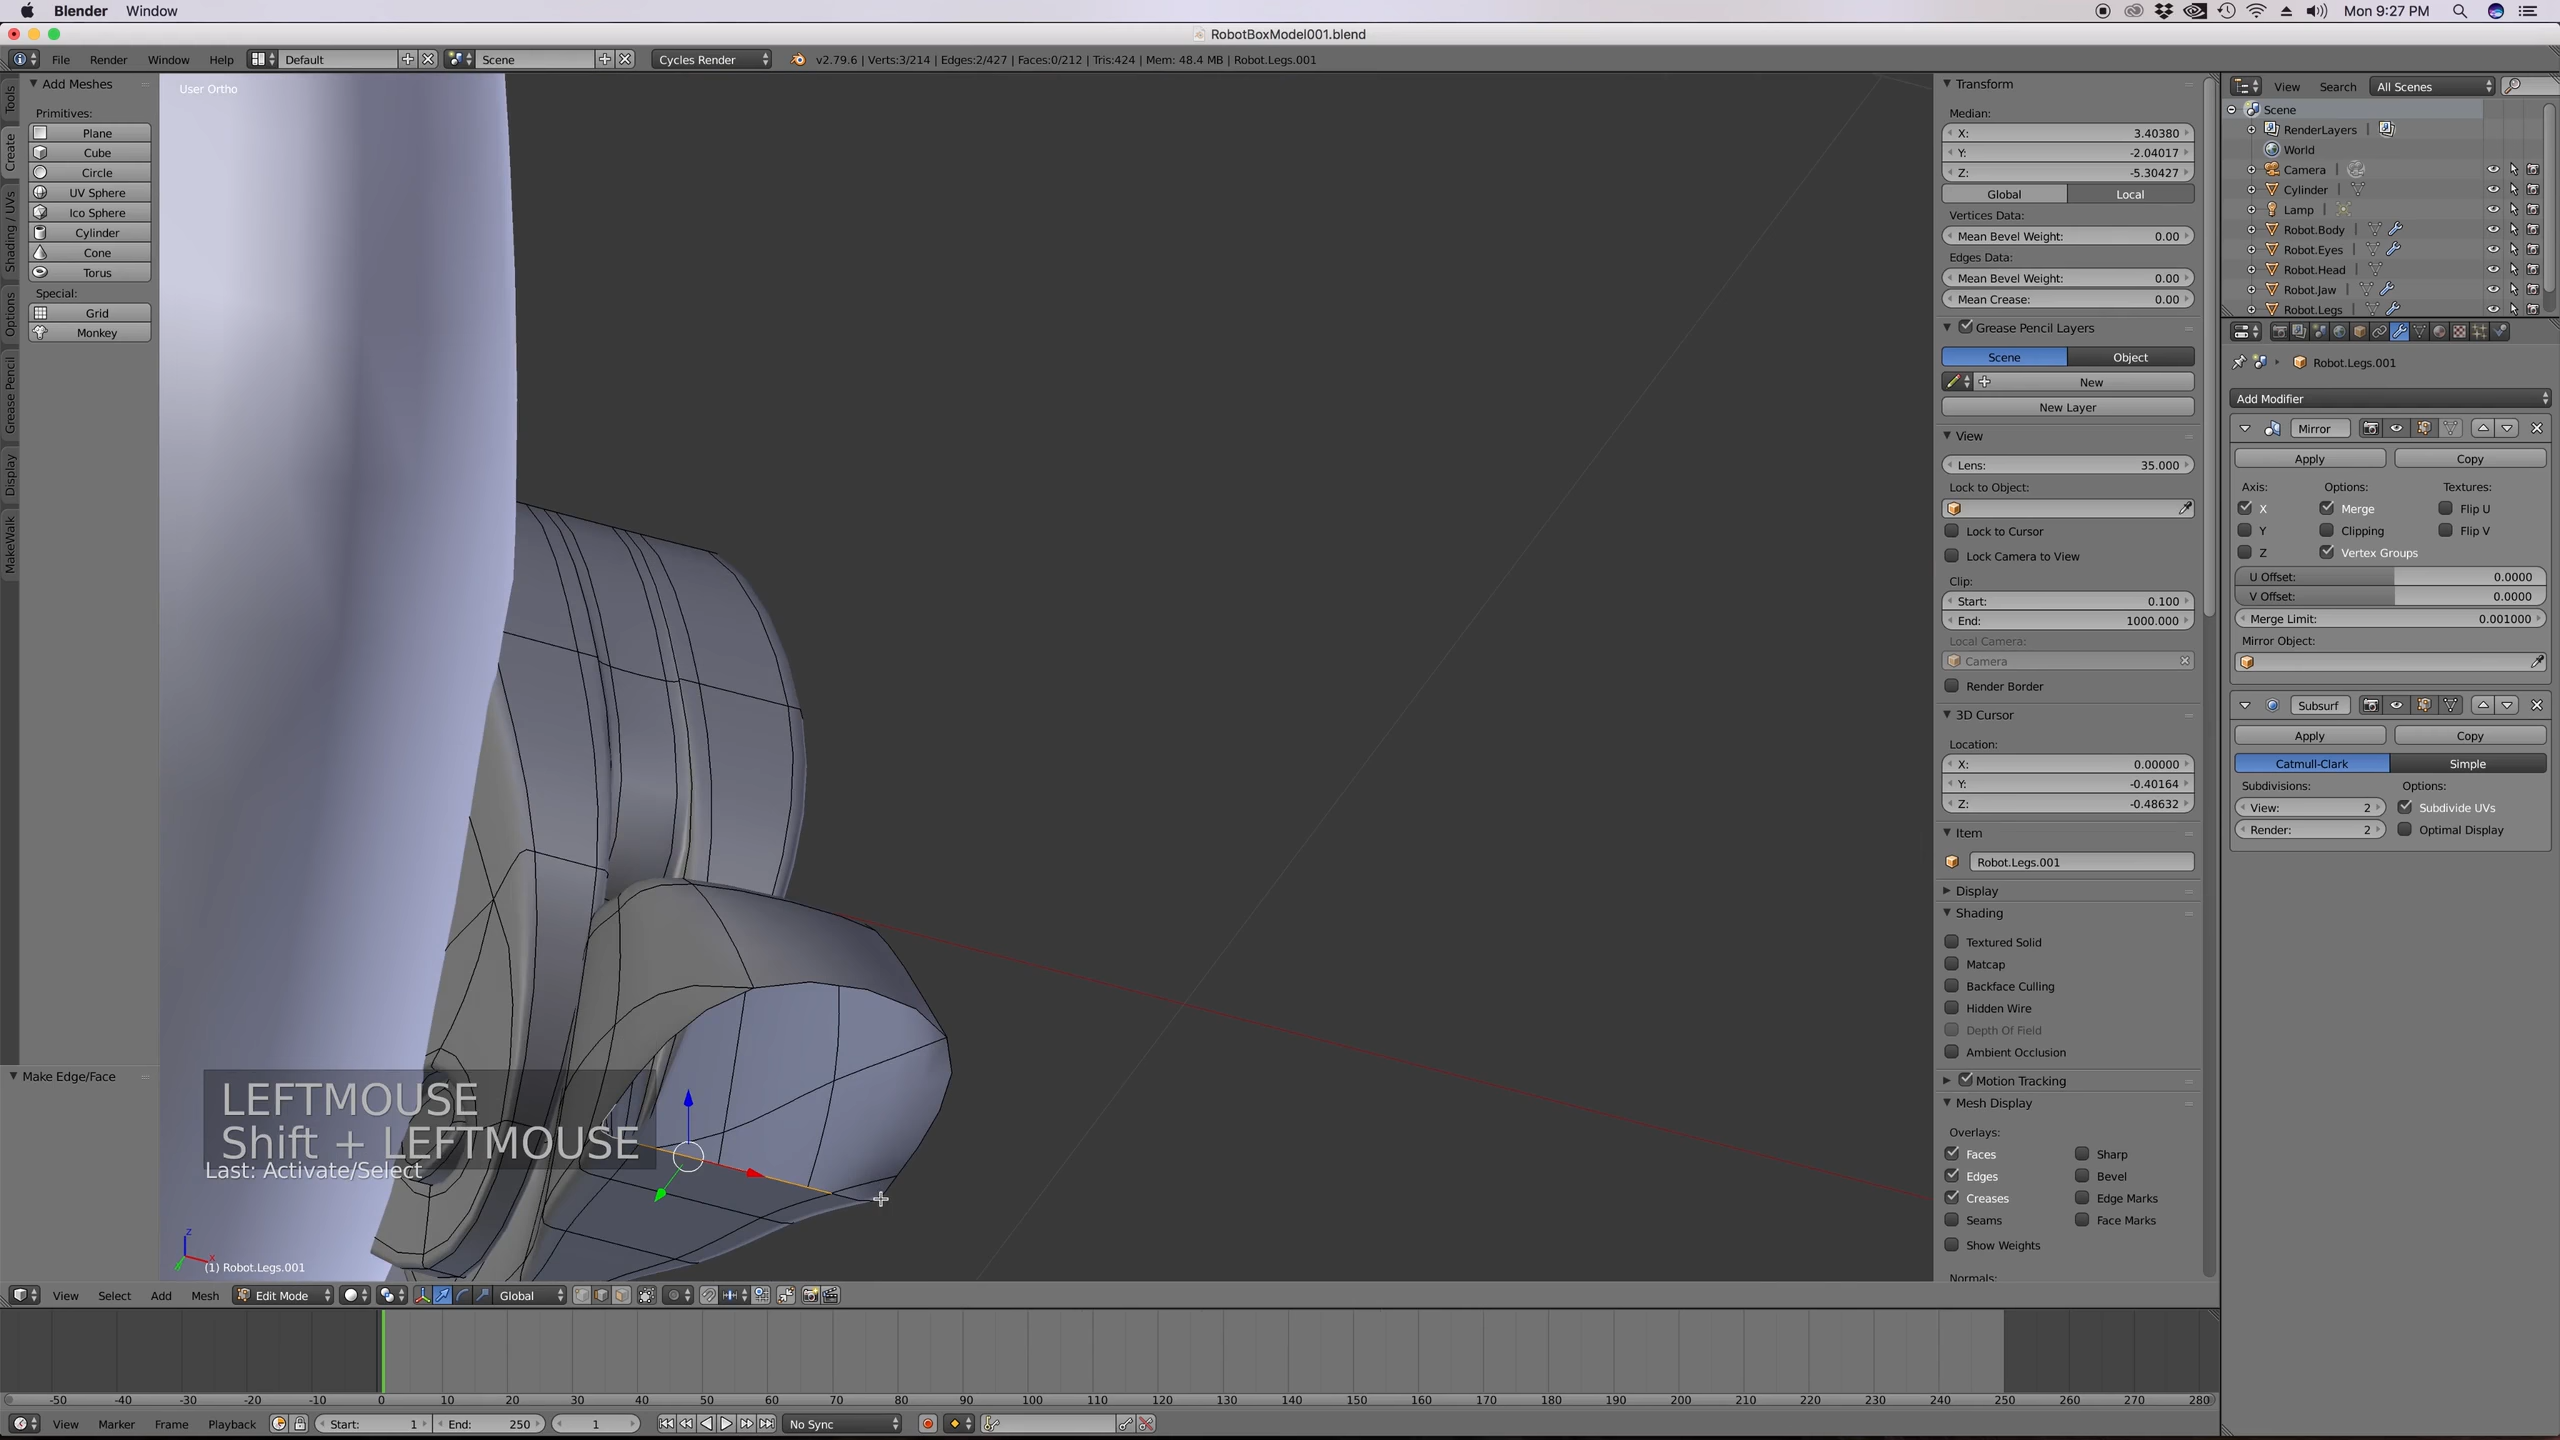 Blender Window Mon 9:27 PM
RobotBoxModel001.blend
File Render Window Help Default Scene Cycles Render v2.79.6 | Verts:3/214 | Edges:2/427 | Faces:0/212 | Tris:424 | Mem: 48.4 MB | Robot.Legs.001
Tools
Create
Shading / UVs
Options
Grease Pencil
Display
MakeWalk
Add Meshes
Primitives:
Plane
Cube
Circle
UV Sphere
Ico Sphere
Cylinder
Cone
Torus
Special:
Grid
Monkey
Make Edge/Face
User Ortho
LEFTMOUSE
Shift + LEFTMOUSE
Last: Activate/Select
z
x
(1) Robot.Legs.001
Transform
Median:
X: 3.40380
Y: -2.04017
Z: -5.30427
Global Local
Vertices Data:
Mean Bevel Weight: 0.00
Edges Data:
Mean Bevel Weight: 0.00
Mean Crease: 0.00
Grease Pencil Layers
Scene Object
New
New Layer
View
Lens: 35.000
Lock to Object:
Lock to Cursor
Lock Camera to View
Clip:
Start: 0.100
End: 1000.000
Local Camera:
Camera
Render Border
3D Cursor
Location:
X: 0.00000
Y: -0.40164
Z: -0.48632
Item
Robot.Legs.001
Display
Shading
Textured Solid
Matcap
Backface Culling
Hidden Wire
Depth Of Field
Ambient Occlusion
Motion Tracking
Mesh Display
Overlays:
Faces Sharp
Edges Bevel
Creases Edge Marks
Seams Face Marks
Show Weights
Normals:
View Search All Scenes
Scene
RenderLayers |
World
Camera |
Cylinder |
Lamp |
Robot.Body |
Robot.Eyes |
Robot.Head |
Robot.Jaw |
Robot.Legs |
Robot.Legs.001
Add Modifier
Mirror
Apply Copy
Axis: Options: Textures:
X Merge Flip U
Y Clipping Flip V
Z Vertex Groups
U Offset: 0.0000
V Offset: 0.0000
Merge Limit: 0.001000
Mirror Object:
Subsurf
Apply Copy
Catmull-Clark Simple
Subdivisions: Options:
View: 2 Subdivide UVs
Render: 2 Optimal Display
View Select Add Mesh Edit Mode Global
-50 -40 -30 -20 -10 0 10 20 30 40 50 60 70 80 90 100 110 120 130 140 150 160 170 180 190 200 210 220 230 240 250 260 270 280
View Marker Frame Playback Start: 1 End: 250 1 No Sync